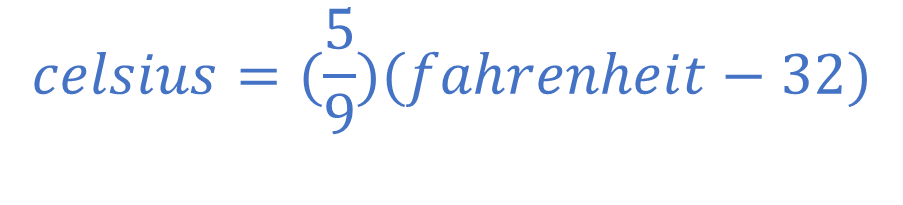 celsius = (5/9)(fahrenheit − 32)